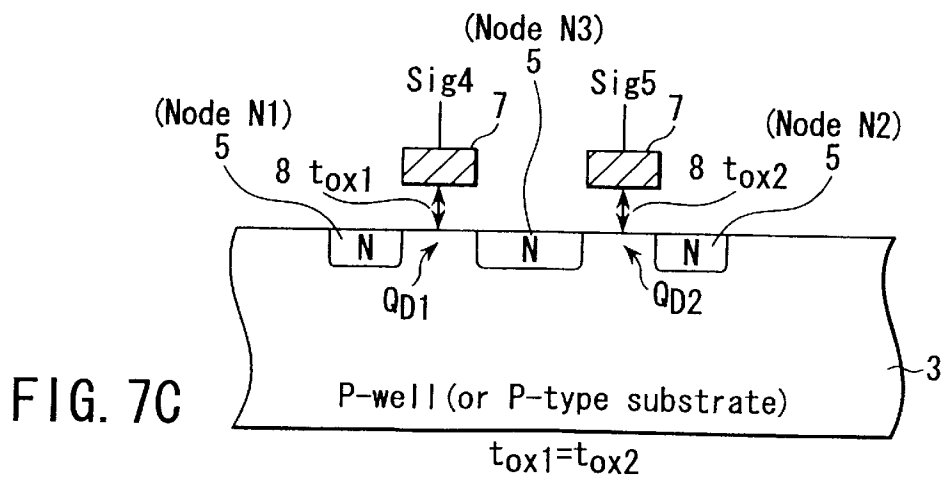 (Node N3)
5
Sig4
Sig5
7
7
(Node N1)
5
(Node N2)
5
8 tox1
8 tox2
N
N
N
QD1
QD2
3
P-well(or P-type substrate)
FIG. 7C
tox1=tox2